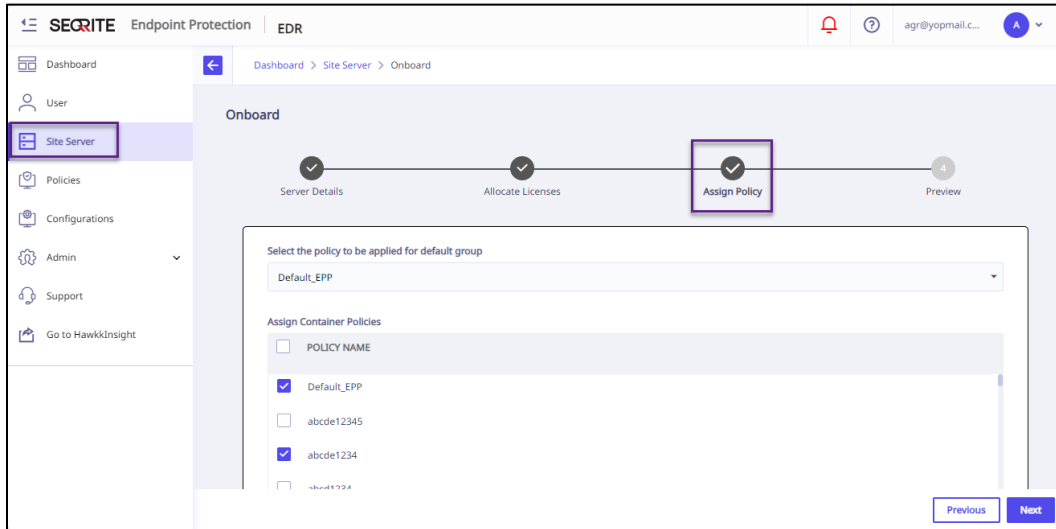 SEQRITE Endpoint Protection EDR agr@yopmail.c... A
Dashboard
User
Site Server
Policies
Configurations
Admin
Support
Go to HawkkInsight
Dashboard > Site Server > Onboard
Onboard
Server Details Allocate Licenses Assign Policy 4 Preview
Select the policy to be applied for default group
Default_EPP
Assign Container Policies
POLICY NAME
Default_EPP
abcde12345
abcde1234
abcd1234
Previous Next